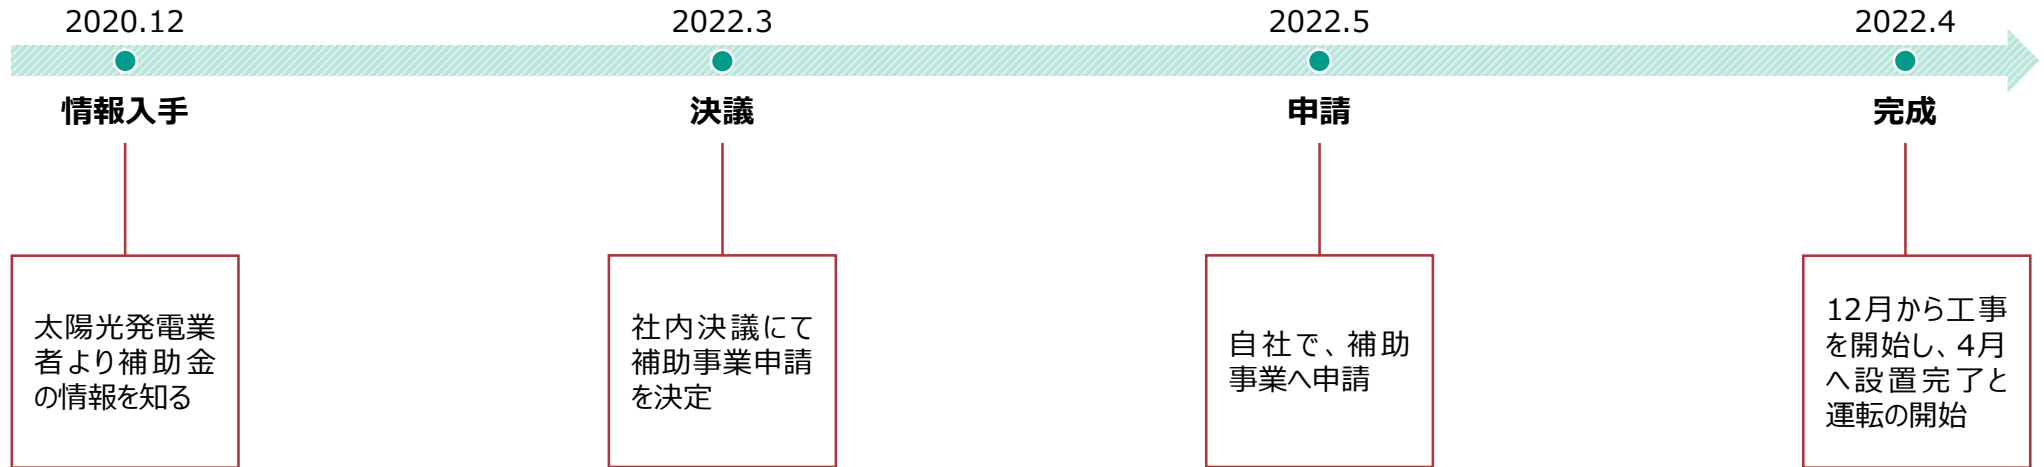 2020.12
2022.3
2022.5
2022.4
情報入手
決議
申請
完成
太陽光発電業
者より補助金
の情報を知る
社内決議にて
補助事業申請
を決定
自社で、補助
事業へ申請
12月から工事
を開始し、4月
へ設置完了と
運転の開始